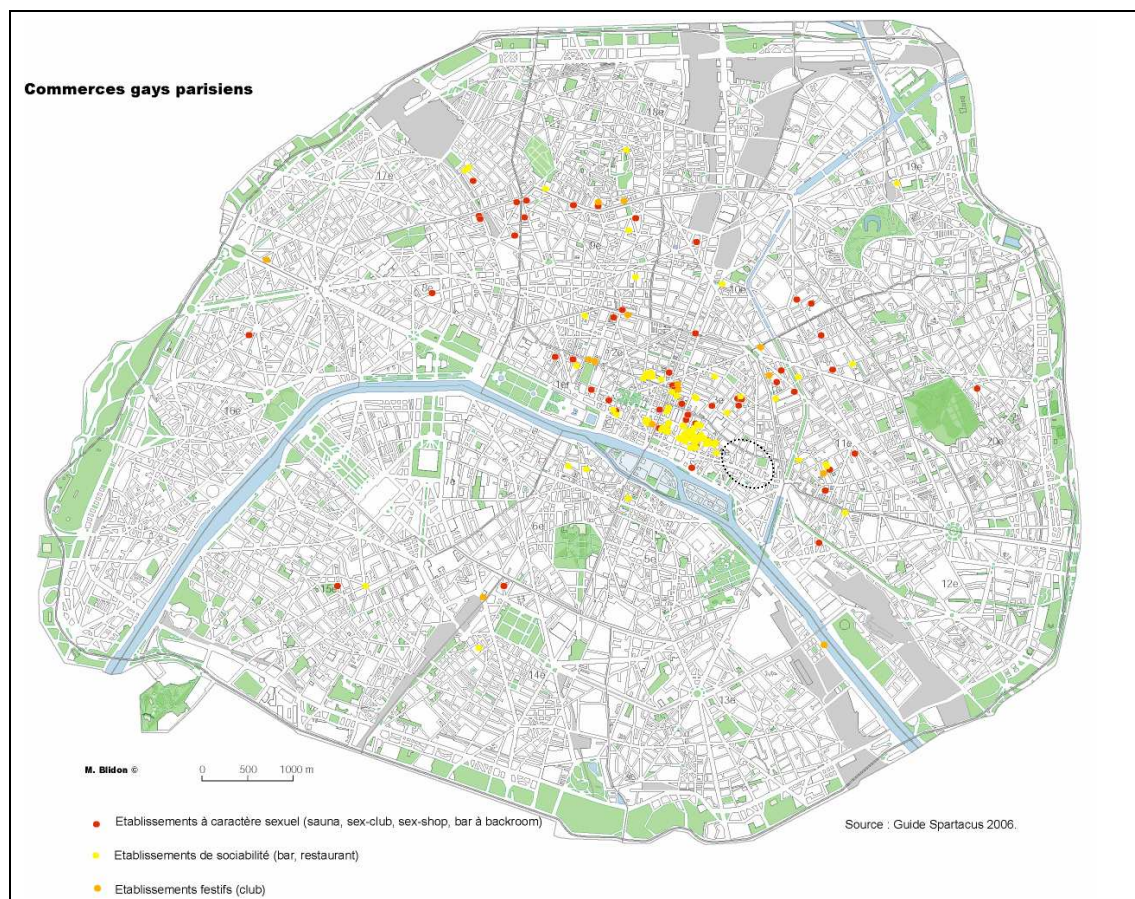 Commerces gays parisiens
18e
19e
17e
9e
10e
8e
2e
1er
3e
16e
11e
20e
7e
6e
5e
12e
15e
14e
13e
M. Blidon ©
0 500 1000 m
Etablissements à caractère sexuel (sauna, sex-club, sex-shop, bar à backroom)
Source : Guide Spartacus 2006.
Etablissements de sociabilité (bar, restaurant)
Etablissements festifs (club)